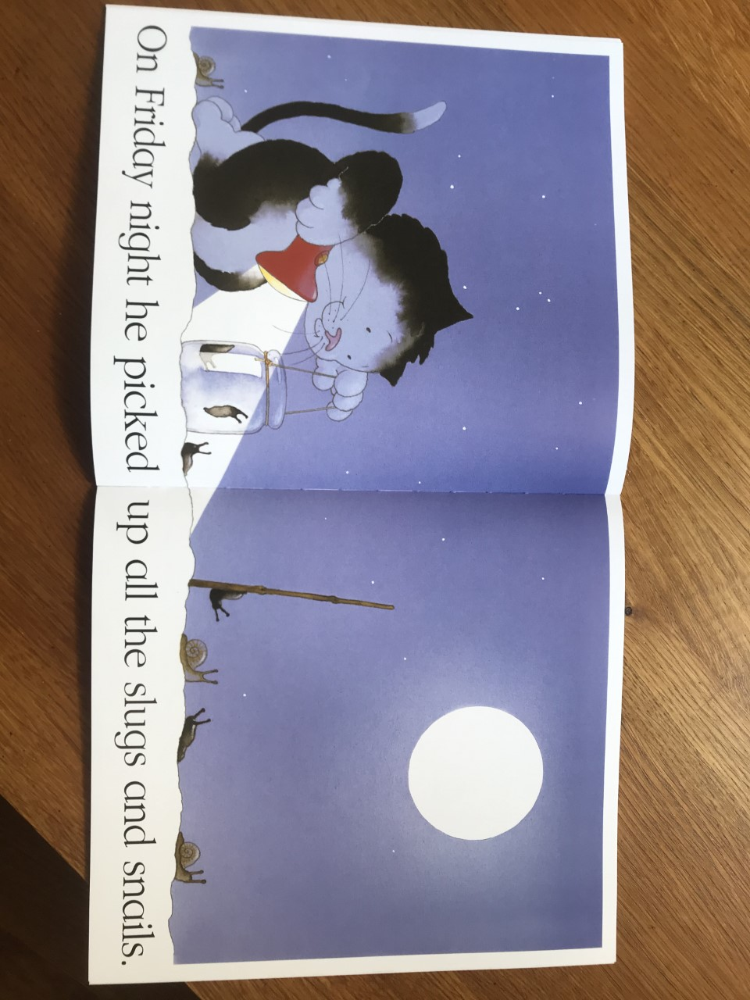 On Friday night he picked up all the slugs and snails.